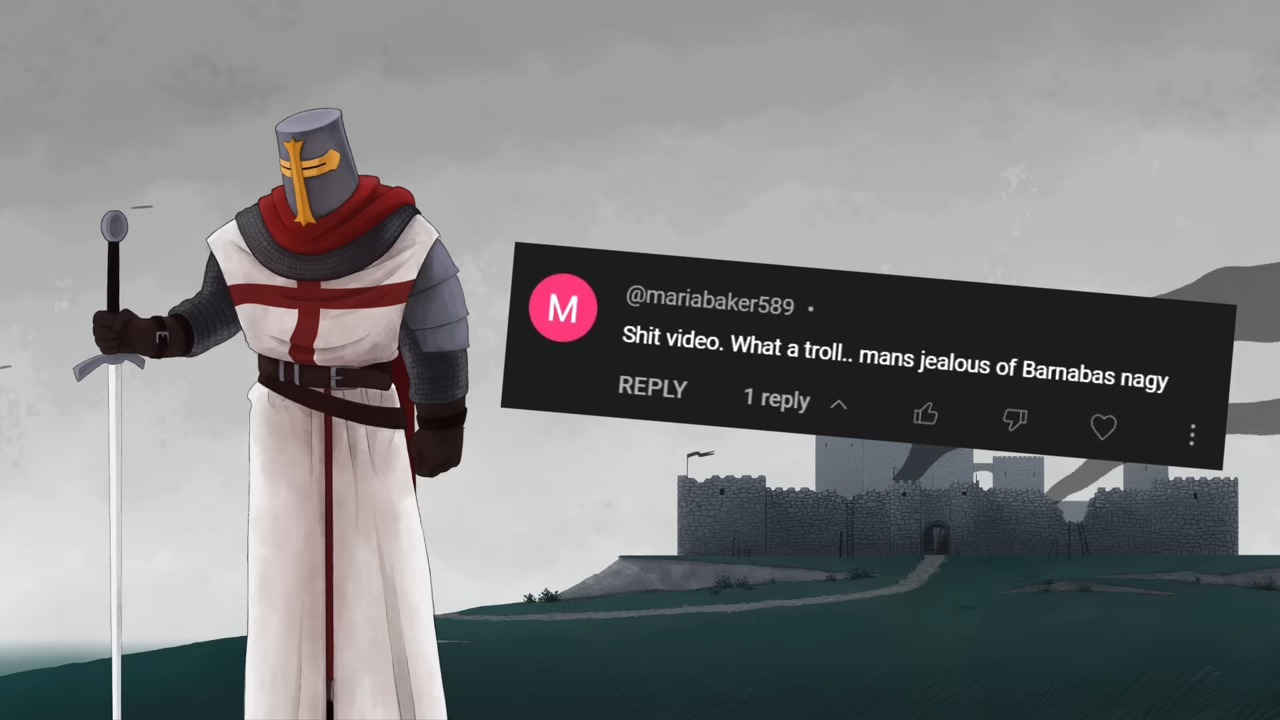 M
@mariabaker589 •
Shit video. What a troll.. mans jealous of Barnabas nagy
REPLY 1 reply